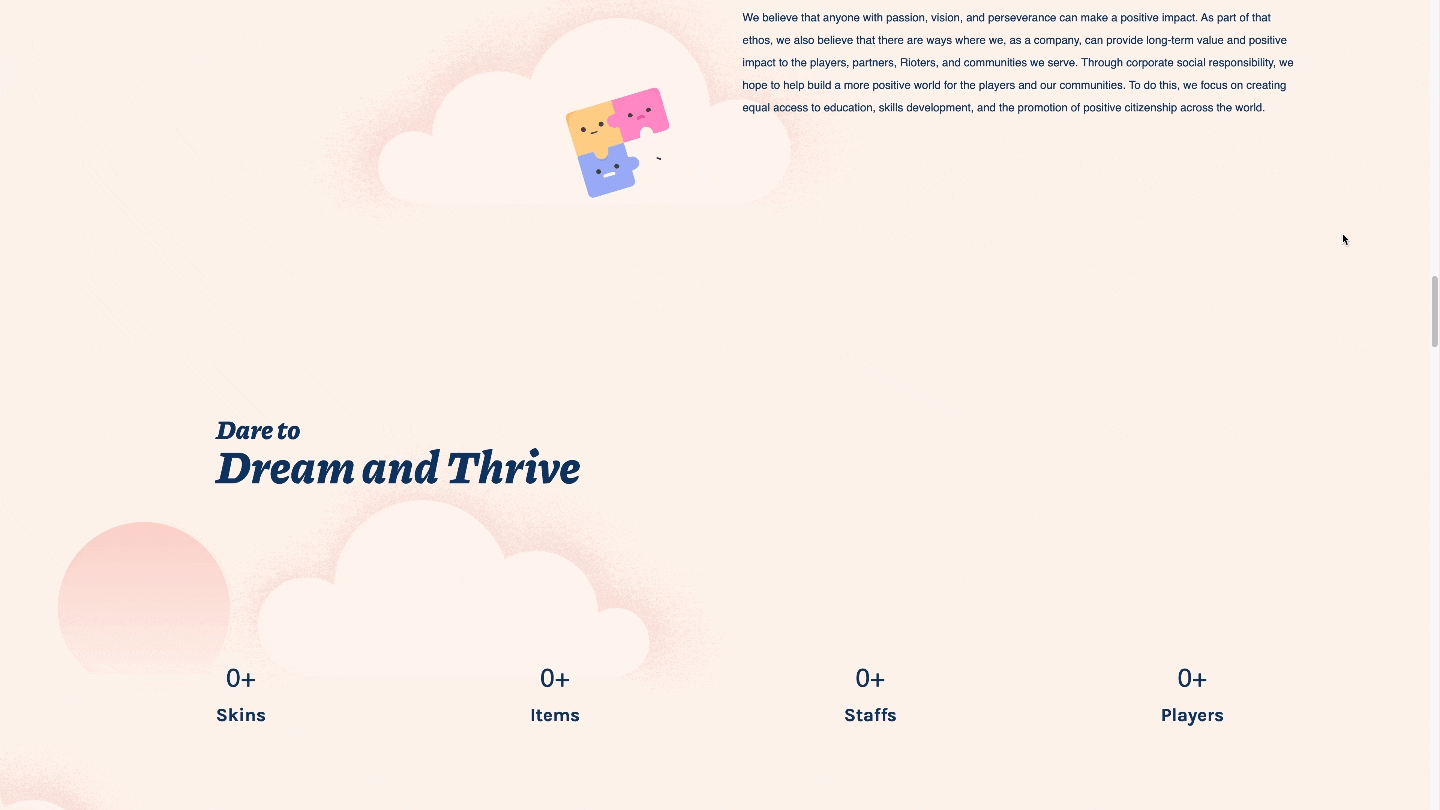 We believe that anyone with passion, vision, and perseverance can make a positive impact. As part of that
ethos, we also believe that there are ways where we, as a company, can provide long-term value and positive
impact to the players, partners, Rioters, and communities we serve. Through corporate social responsibility, we
hope to help build a more positive world for the players and our communities. To do this, we focus on creating
equal access to education, skills development, and the promotion of positive citizenship across the world.
Dare to
Dream and Thrive
0+
0+
0+
0+
Skins
Items
Staffs
Players